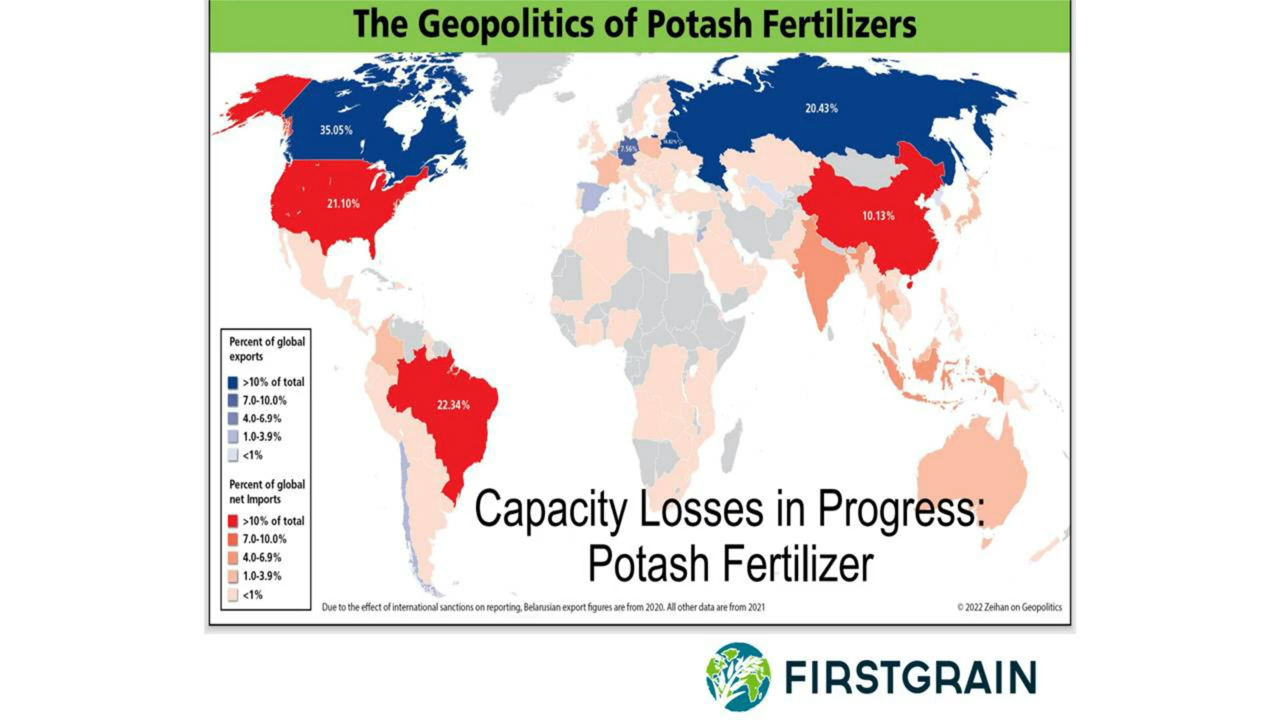 The Geopolitics of Potash Fertilizers
35.05%
20.43%
7.56%
21.10%
10.13%
22.34%
Percent of global
exports
>10% of total
7.0-10.0%
4.0-6.9%
1.0-3.9%
<1%
Percent of global
net Imports
>10% of total
7.0-10.0%
4.0-6.9%
1.0-3.9%
<1%
Capacity Losses in Progress:
Potash Fertilizer
Due to the effect of international sanctions on reporting, Belarusian export figures are from 2020. All other data are from 2021
© 2022 Zeihan on Geopolitics
FIRSTGRAIN